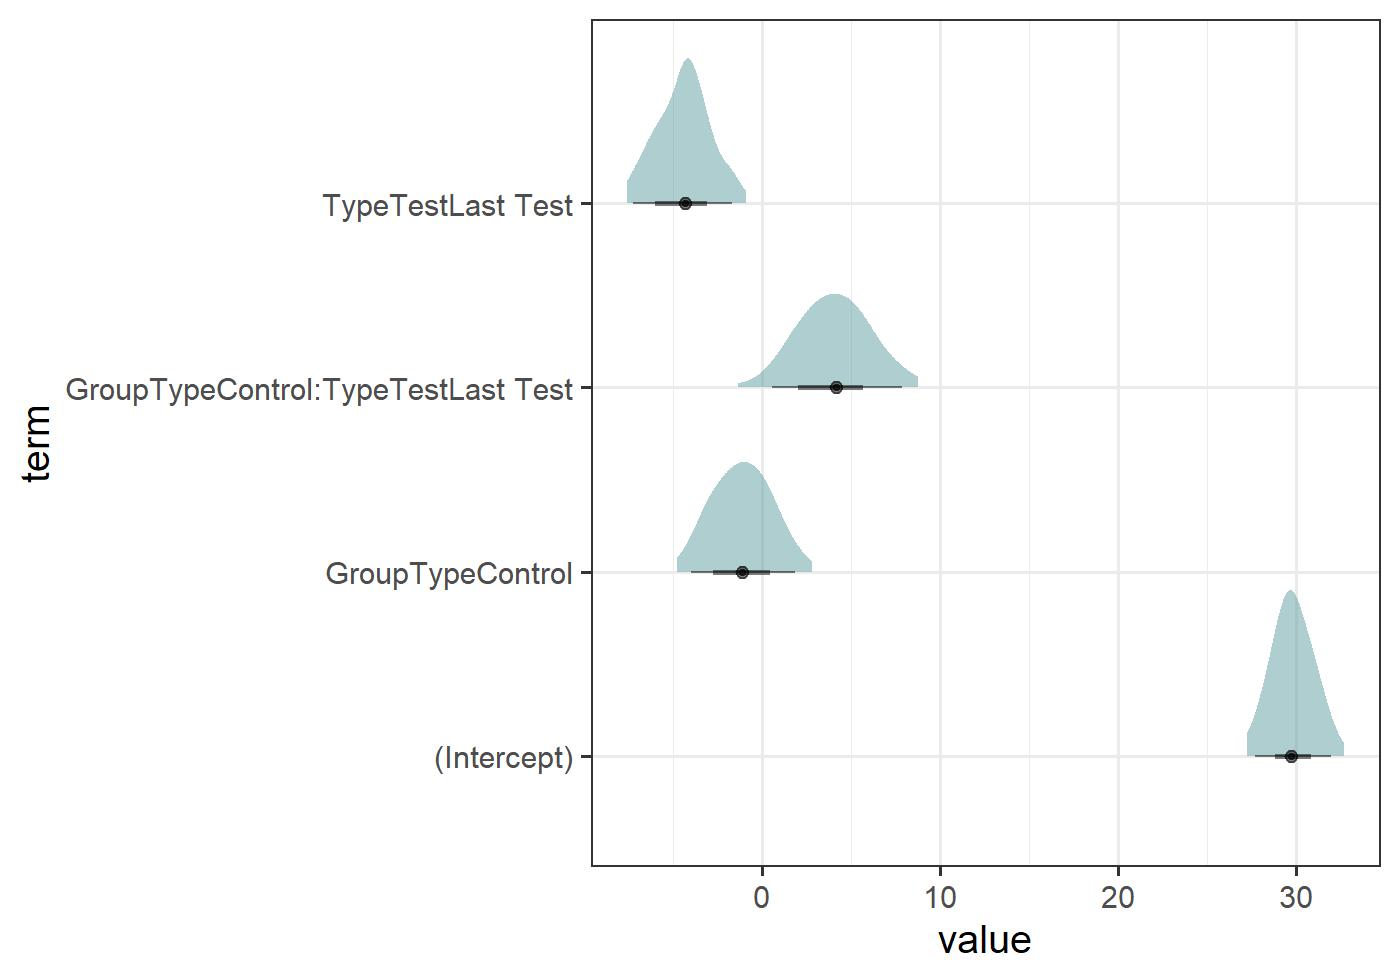 TypeTestLast Test
GroupTypeControl:TypeTestLast Test
GroupTypeControl
(Intercept)
term
0 10 20 30
value